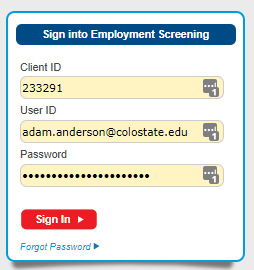 Sign into Employment Screening
Client ID
233291
User ID
adam.anderson@colostate.edu
Password
••••••••••••••••••••••
Sign In
Forgot Password